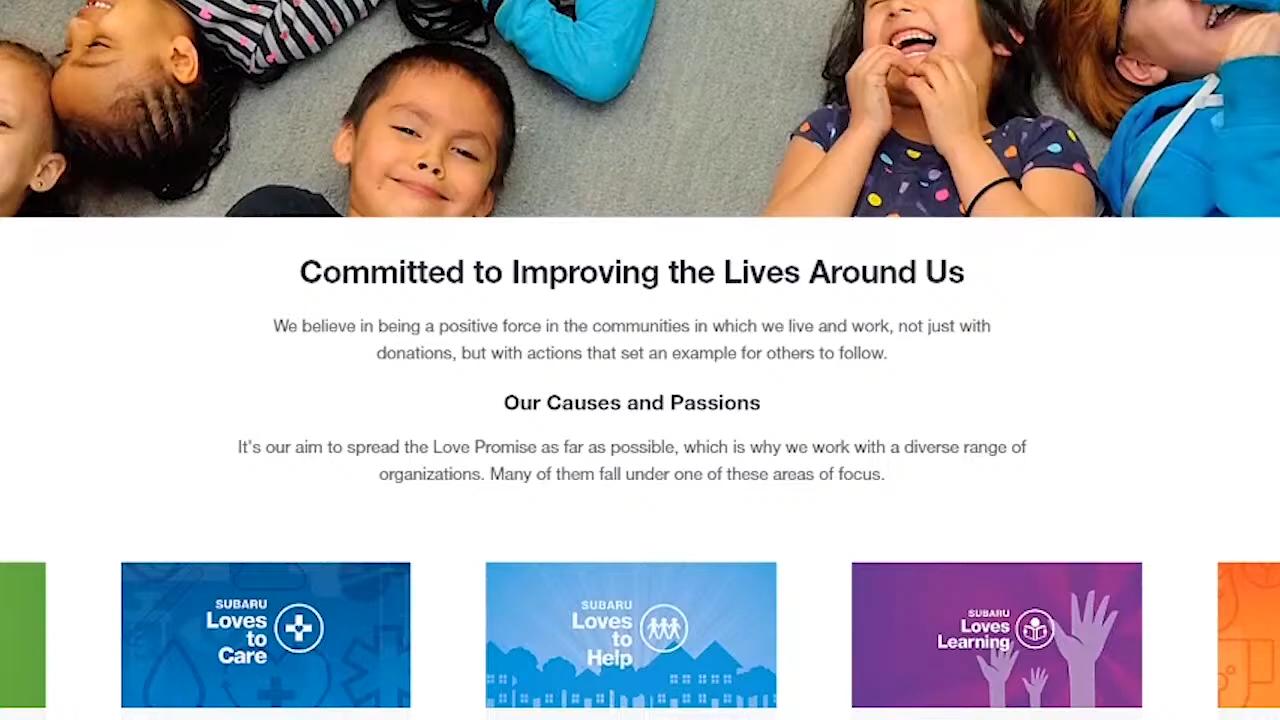 Committed to Improving the Lives Around Us
We believe in being a positive force in the communities in which we live and work, not just with
donations, but with actions that set an example for others to follow.
Our Causes and Passions
It's our aim to spread the Love Promise as far as possible, which is why we work with a diverse range of
organizations. Many of them fall under one of these areas of focus.
SUBARU
Loves
to
Care
SUBARU
Loves
to
Help
SUBARU
Loves
Learning